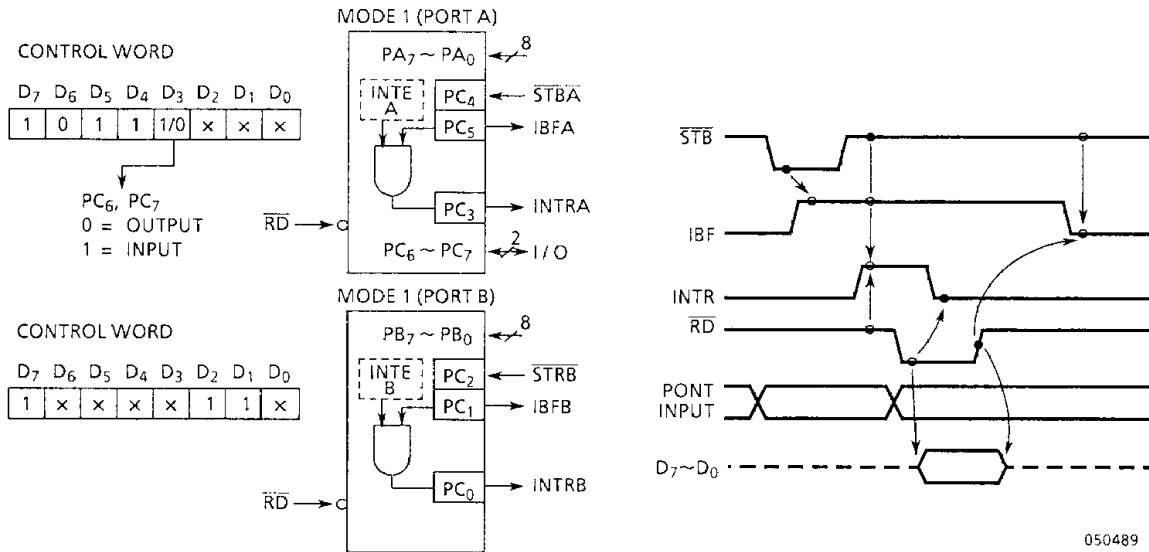 MODE 1 (PORT A)
CONTROL WORD
D7 D6 D5 D4 D3 D2 D1 D0
1 0 1 1 1/0 × × ×
PC6, PC7
0 = OUTPUT
1 = INPUT
PA7 ~ PA0
8
INTE
A
PC4
STBA
PC5
IBFA
PC3
INTRA
RD
PC6 ~ PC7
2
I/O
MODE 1 (PORT B)
CONTROL WORD
D7 D6 D5 D4 D3 D2 D1 D0
1 × × × × 1 1 ×
PB7 ~ PB0
8
INTE
B
PC2
STRB
PC1
IBFB
PC0
INTRB
RD
STB
IBF
INTR
RD
PONT
INPUT
D7~D0
050489